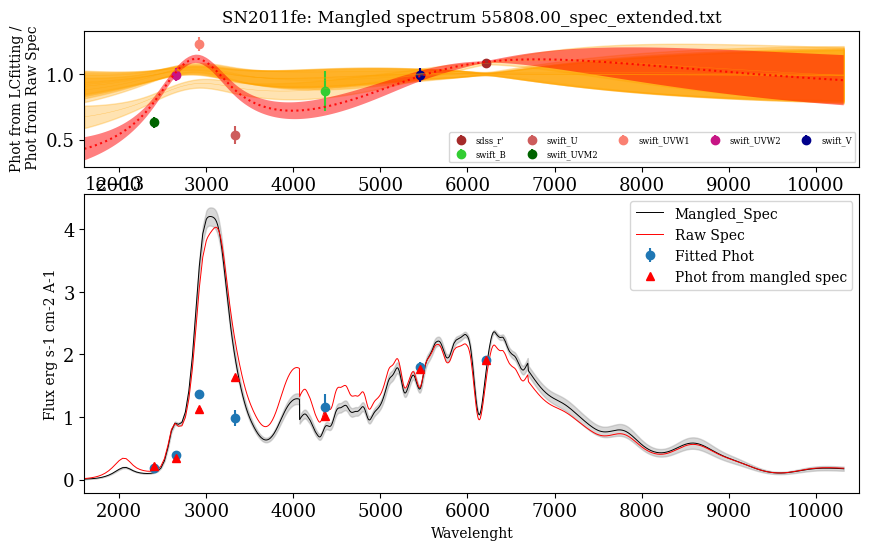 SN2011fe: Mangled spectrum 55808.00_spec_extended.txt
Phot from LCfitting /
Phot from Raw Spec
1.0
0.5
sdss_r' swift_U swift_UVW1 swift_UVW2 swift_V
swift_B swift_UVM2
2000 3000 4000 5000 6000 7000 8000 9000 10000
1e−13
Flux erg s-1 cm-2 A-1
4
3
2
1
0
Mangled_Spec
Raw Spec
Fitted Phot
Phot from mangled spec
2000 3000 4000 5000 6000 7000 8000 9000 10000
Wavelenght